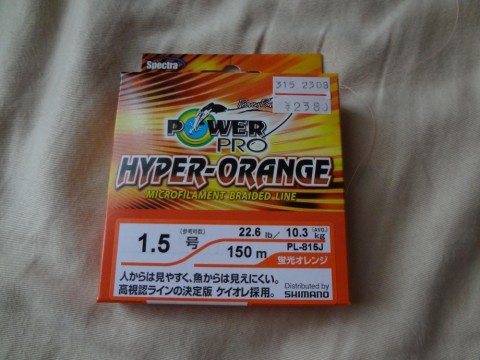 Spectra
315 2308
¥2380
POWER
PRO
HYPER-ORANGE
MICROFILAMENT BRAIDED LINE
1.5 (参考号数) 号
22.6 lb/ 10.3 (AVG.) kg
150 m PL-815J
蛍光オレンジ
人からは見やすく、魚からは見えにくい。
高視認ラインの決定版 ケイオレ採用。
Distributed by
SHIMANO